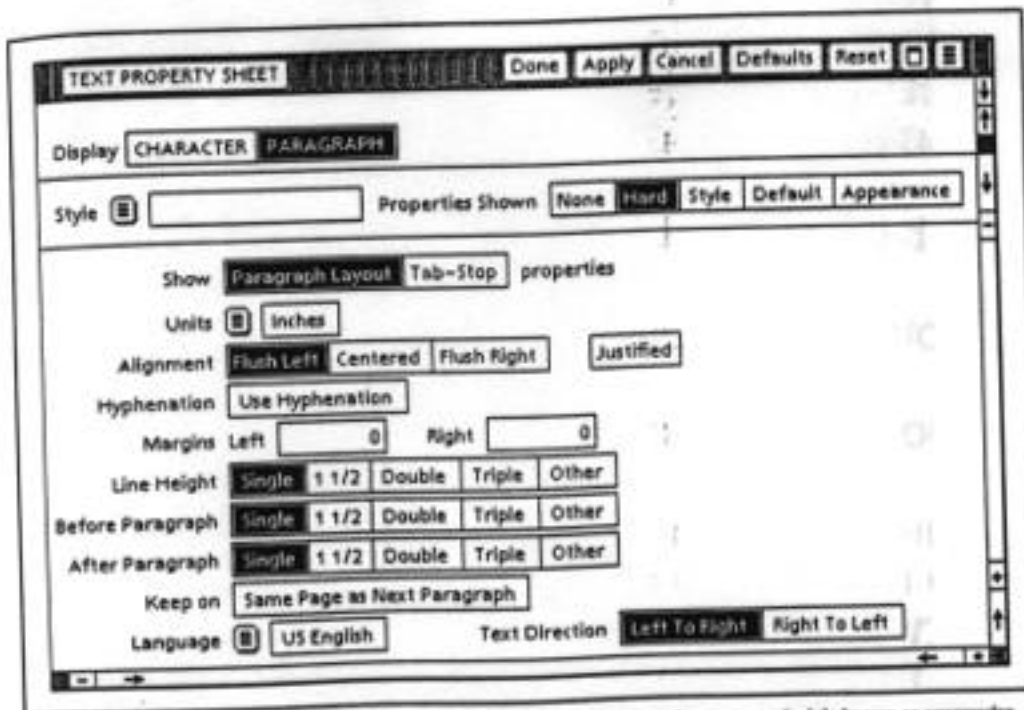 TEXT PROPERTY SHEET Done Apply Cancel Defaults Reset
Display CHARACTER PARAGRAPH
Style Properties Shown None Hard Style Default Appearance
Show Paragraph Layout Tab-Stop properties
Units Inches
Alignment Flush Left Centered Flush Right Justified
Hyphenation Use Hyphenation
Margins Left 0 Right 0
Line Height Single 1 1/2 Double Triple Other
Before Paragraph Single 1 1/2 Double Triple Other
After Paragraph Single 1 1/2 Double Triple Other
Keep on Same Page as Next Paragraph
Language US English Text Direction Left To Right Right To Left